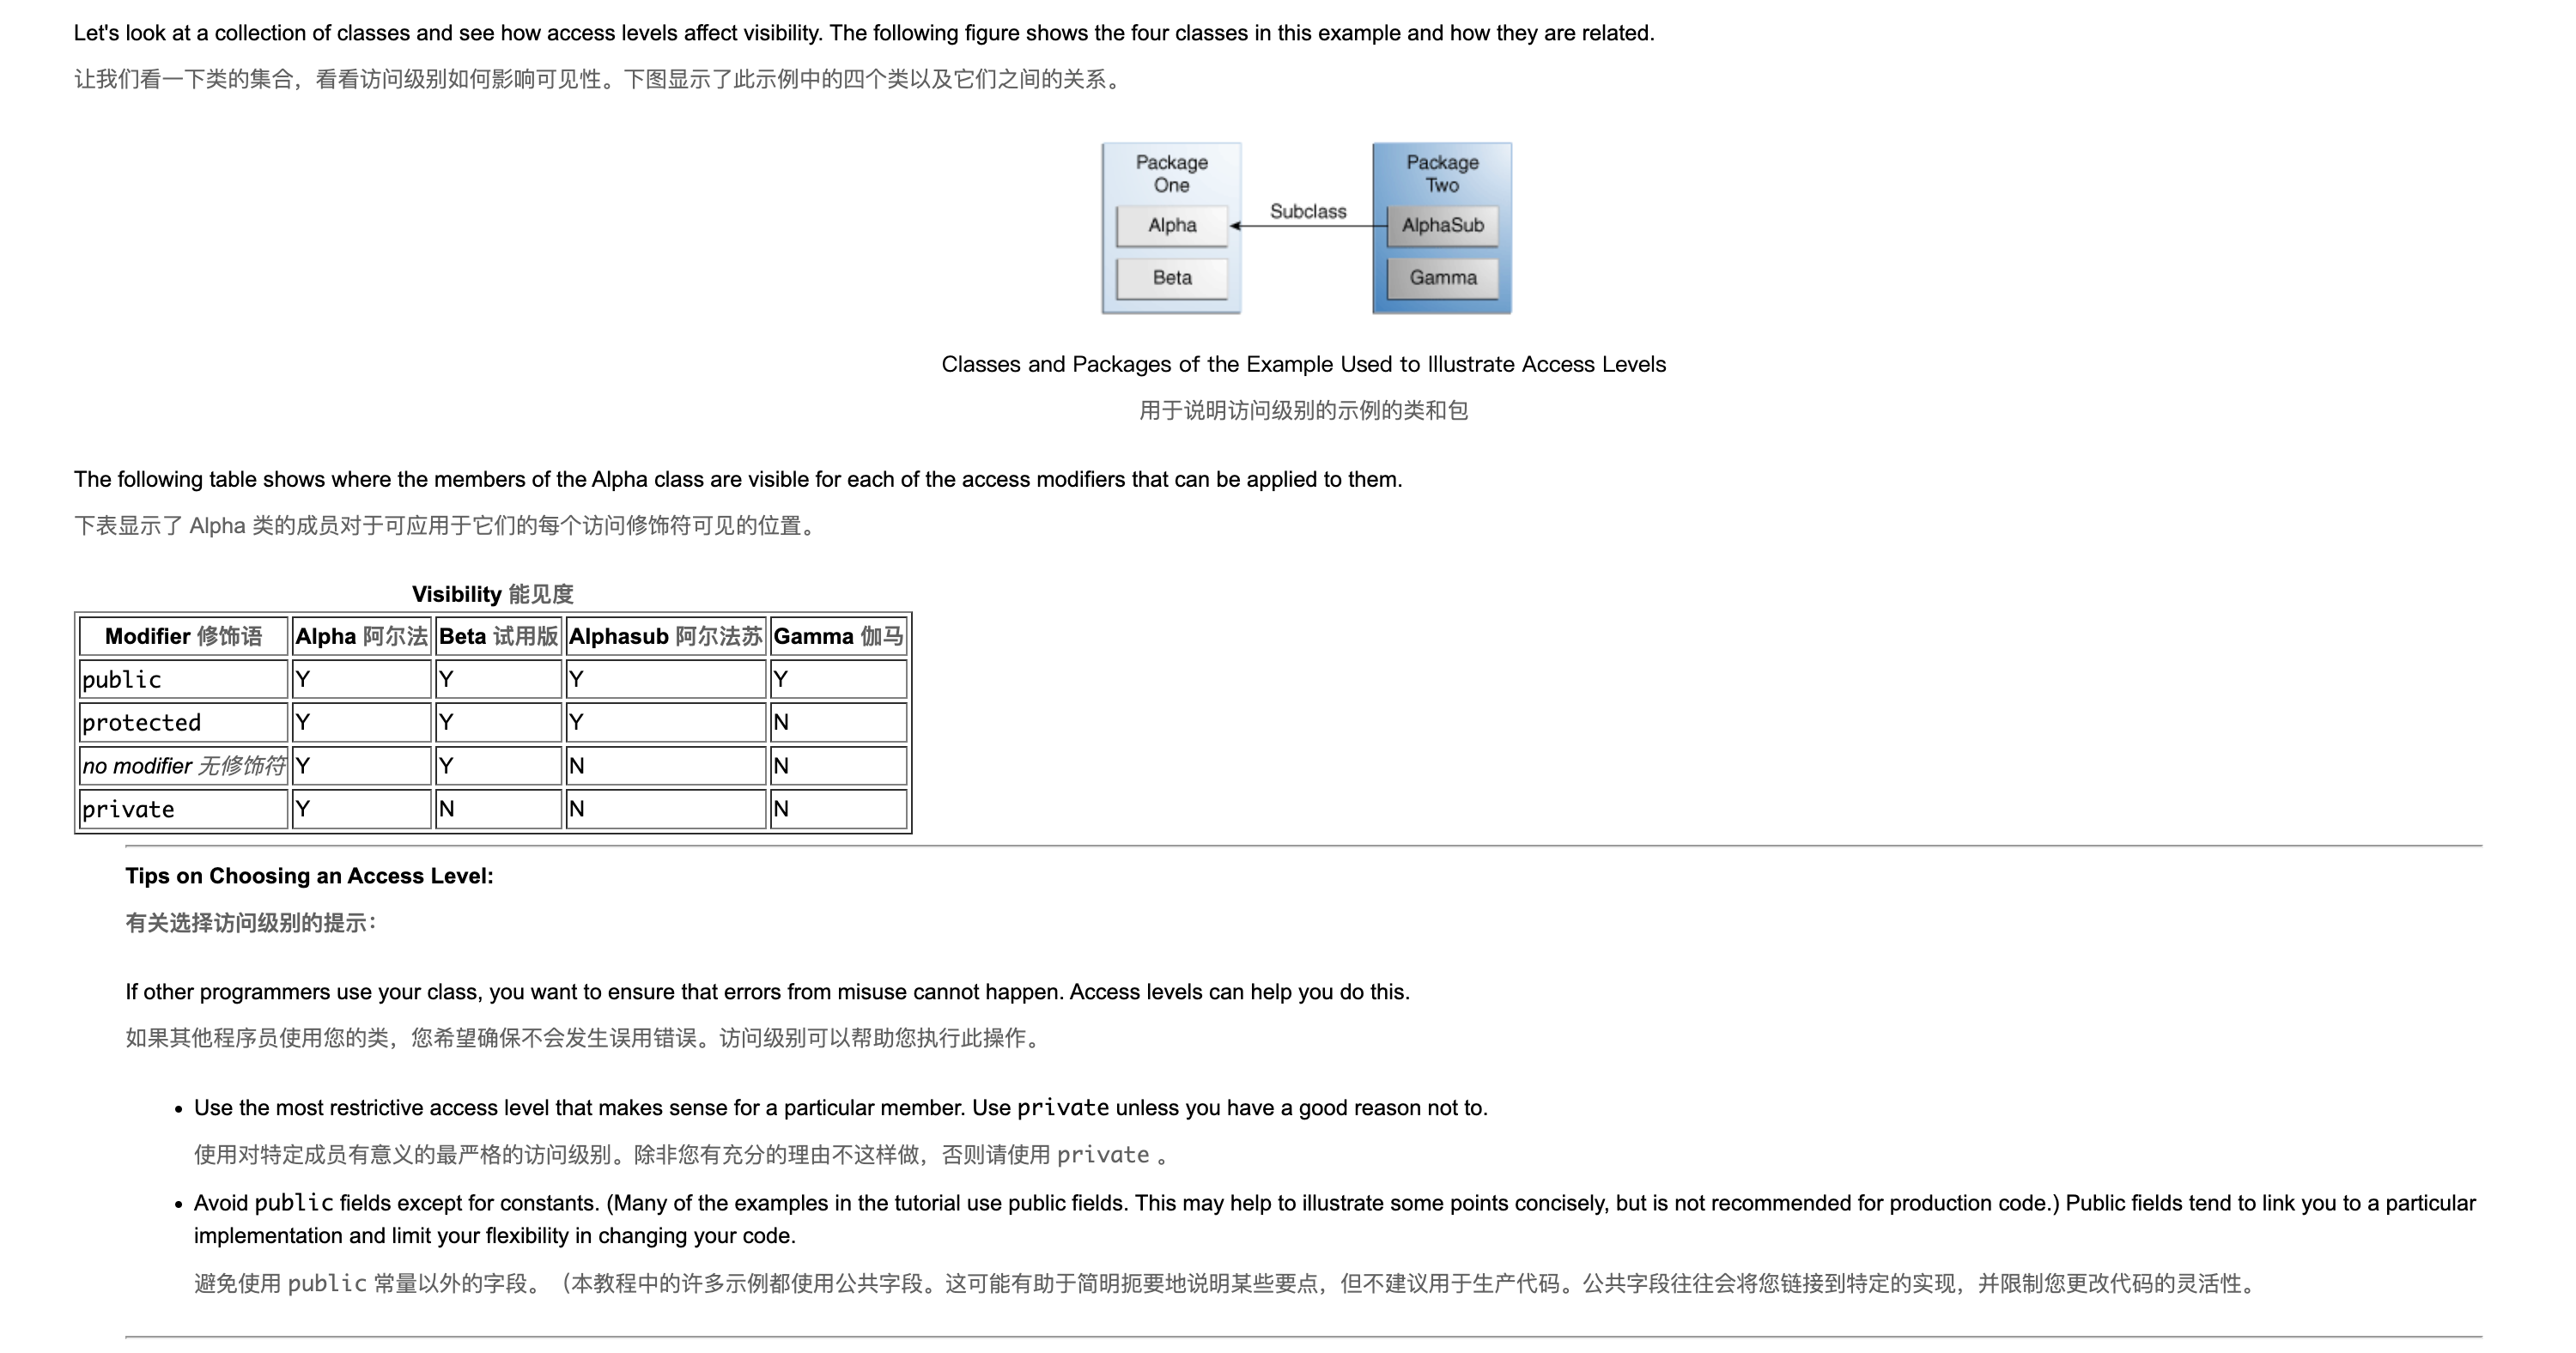 Let's look at a collection of classes and see how access levels affect visibility. The following figure shows the four classes in this example and how they are related.
让我们看一下类的集合，看看访问级别如何影响可见性。下图显示了此示例中的四个类以及它们之间的关系。
Package One
Alpha
Beta
Subclass
Package Two
AlphaSub
Gamma
Classes and Packages of the Example Used to Illustrate Access Levels
用于说明访问级别的示例的类和包
The following table shows where the members of the Alpha class are visible for each of the access modifiers that can be applied to them.
下表显示了 Alpha 类的成员对于可应用于它们的每个访问修饰符可见的位置。
Visibility 能见度
Modifier 修饰语 Alpha 阿尔法 Beta 试用版 Alphasub 阿尔法苏 Gamma 伽马
public Y Y Y Y
protected Y Y Y N
no modifier 无修饰符 Y Y N N
private Y N N N
Tips on Choosing an Access Level:
有关选择访问级别的提示：
If other programmers use your class, you want to ensure that errors from misuse cannot happen. Access levels can help you do this.
如果其他程序员使用您的类，您希望确保不会发生误用错误。访问级别可以帮助您执行此操作。
• Use the most restrictive access level that makes sense for a particular member. Use private unless you have a good reason not to.
使用对特定成员有意义的最严格的访问级别。除非您有充分的理由不这样做，否则请使用 private 。
• Avoid public fields except for constants. (Many of the examples in the tutorial use public fields. This may help to illustrate some points concisely, but is not recommended for production code.) Public fields tend to link you to a particular
implementation and limit your flexibility in changing your code.
避免使用 public 常量以外的字段。（本教程中的许多示例都使用公共字段。这可能有助于简明扼要地说明某些要点，但不建议用于生产代码。公共字段往往会将您链接到特定的实现，并限制您更改代码的灵活性。